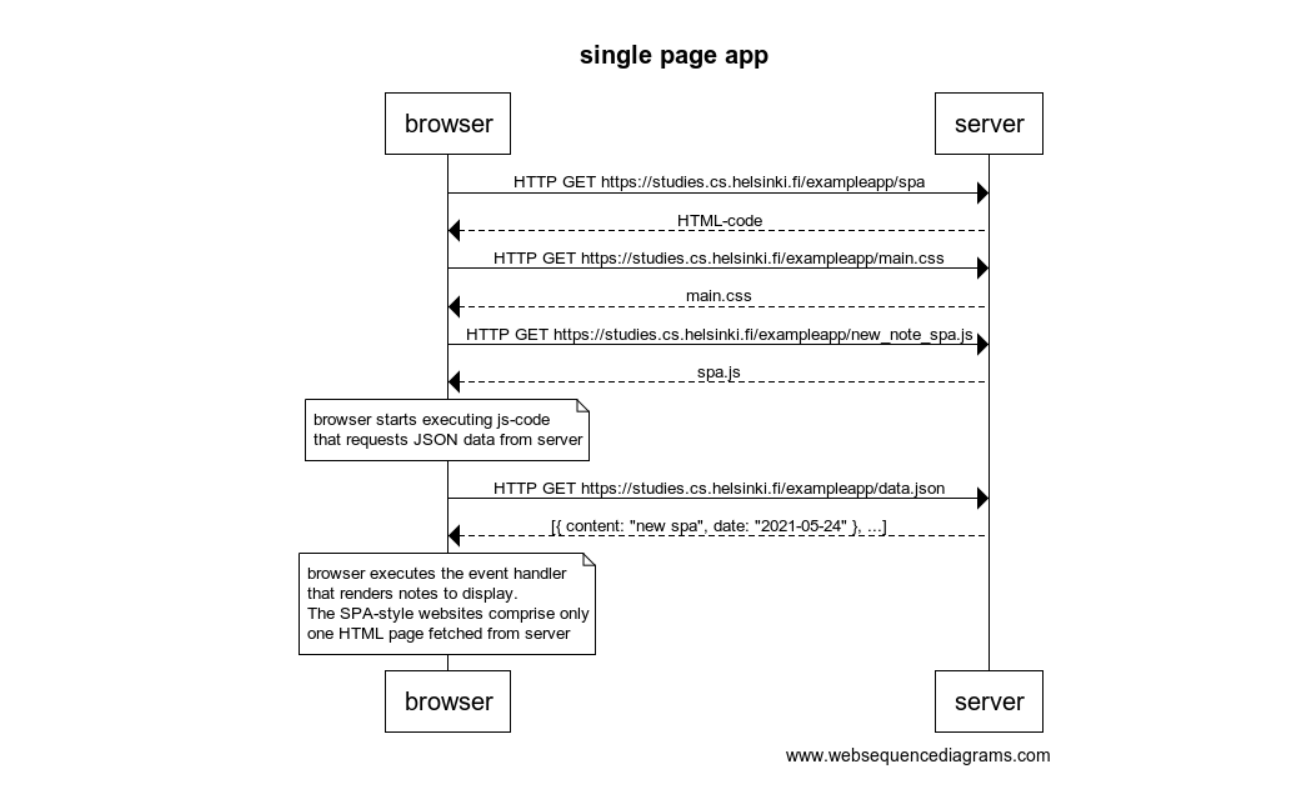 single page app
browser
server
HTTP GET https://studies.cs.helsinki.fi/exampleapp/spa
HTML-code
HTTP GET https://studies.cs.helsinki.fi/exampleapp/main.css
main.css
HTTP GET https://studies.cs.helsinki.fi/exampleapp/new_note_spa.js
spa.js
browser starts executing js-code
that requests JSON data from server
HTTP GET https://studies.cs.helsinki.fi/exampleapp/data.json
[{ content: "new spa", date: "2021-05-24" }, ...]
browser executes the event handler
that renders notes to display.
The SPA-style websites comprise only
one HTML page fetched from server
browser
server
www.websequencediagrams.com